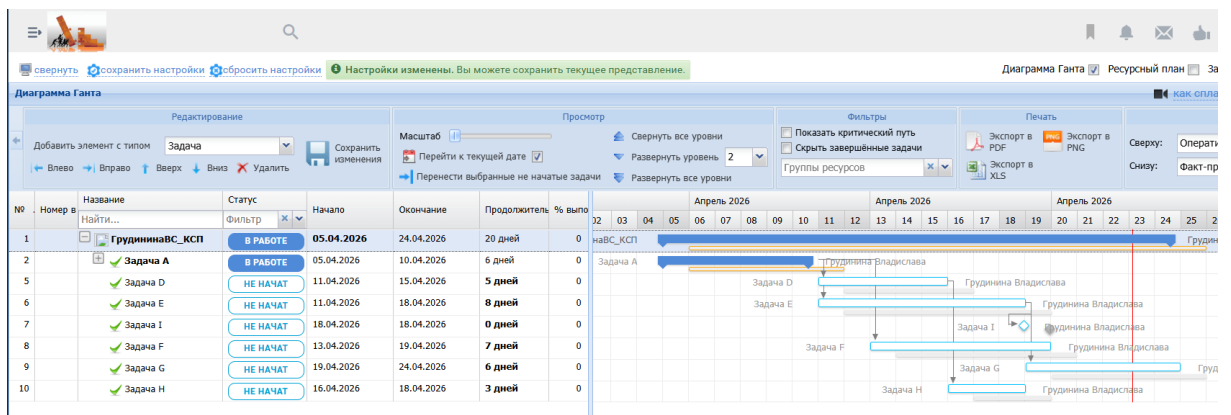 свернуть сохранить настройки сбросить настройки Настройки изменены. Вы можете сохранить текущее представление. Диаграмма Ганта Ресурсный план За
Диаграмма Ганта как спла
Редактирование Просмотр Фильтры Печать
Добавить элемент с типом Задача Сохранить изменения
Влево Вправо Вверх Вниз Удалить
Масштаб
Перейти к текущей дате
Перенести выбранные не начатые задачи
Свернуть все уровни
Развернуть уровень 2
Развернуть все уровни
Показать критический путь
Скрыть завершённые задачи
Группы ресурсов
Экспорт в PDF
PNG Экспорт в PNG
Экспорт в XLS
Сверху: Операти
Снизу: Факт-пр
№ Номер в Название Статус Начало Окончание Продолжитель % выпо
Найти... Фильтр
Апрель 2026 Апрель 2026 Апрель 2026
02 03 04 05 06 07 08 09 10 11 12 13 14 15 16 17 18 19 20 21 22 23 24 25 2
1 ГрудининаВС_КСП В РАБОТЕ 05.04.2026 24.04.2026 20 дней 0 наВС_КСП Грудин
2 Задача A В РАБОТЕ 05.04.2026 10.04.2026 6 дней 0 Задача A Грудинина Владислава
5 Задача D НЕ НАЧАТ 11.04.2026 15.04.2026 5 дней 0 Задача D Грудинина Владислава
6 Задача E НЕ НАЧАТ 11.04.2026 18.04.2026 8 дней 0 Задача E Грудинина Владислава
7 Задача I НЕ НАЧАТ 18.04.2026 18.04.2026 0 дней 0 Задача I Грудинина Владислава
8 Задача F НЕ НАЧАТ 13.04.2026 19.04.2026 7 дней 0 Задача F Грудинина Владислава
9 Задача G НЕ НАЧАТ 19.04.2026 24.04.2026 6 дней 0 Задача G Груд
10 Задача H НЕ НАЧАТ 16.04.2026 18.04.2026 3 дней 0 Задача H Грудинина Владислава